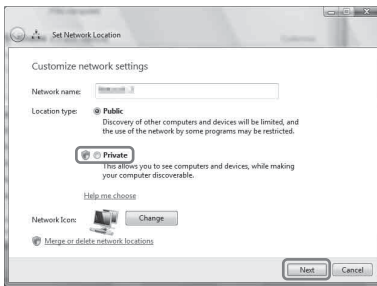 Set Network Location
Customize network settings
Network name:
Location type: Public
Discovery of other computers and devices will be limited, and
the use of the network by some programs may be restricted.
Private
This allows you to see computers and devices, while making
your computer discoverable.
Help me choose
Network Icon: Change
Merge or delete network locations
Next Cancel